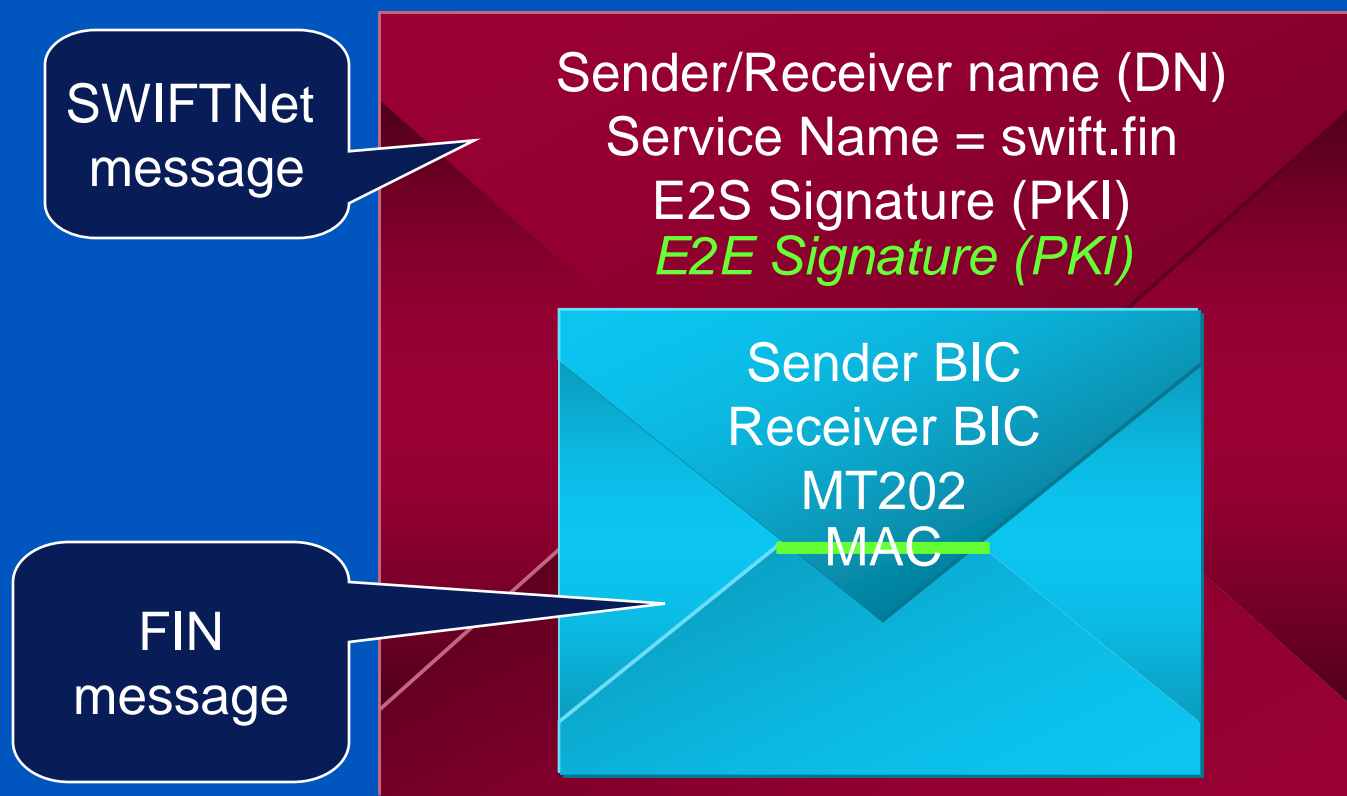 SWIFTNet
message
Sender/Receiver name (DN)
Service Name = swift.fin
E2S Signature (PKI)
E2E Signature (PKI)
Sender BIC
Receiver BIC
MT202
MAC
FIN
message